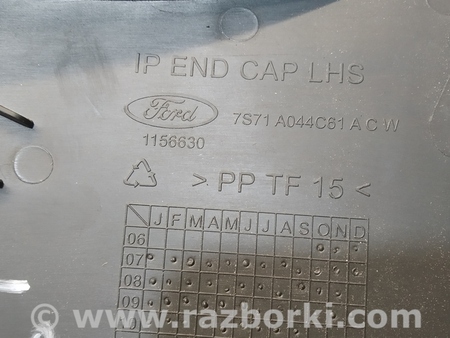 IP END CAP LHS
Ford
7S71 A044C61 A C W
1156630
> PP TF 15 <
J F M A M J J A S O N D
06
07
08
09
www.razborki.com